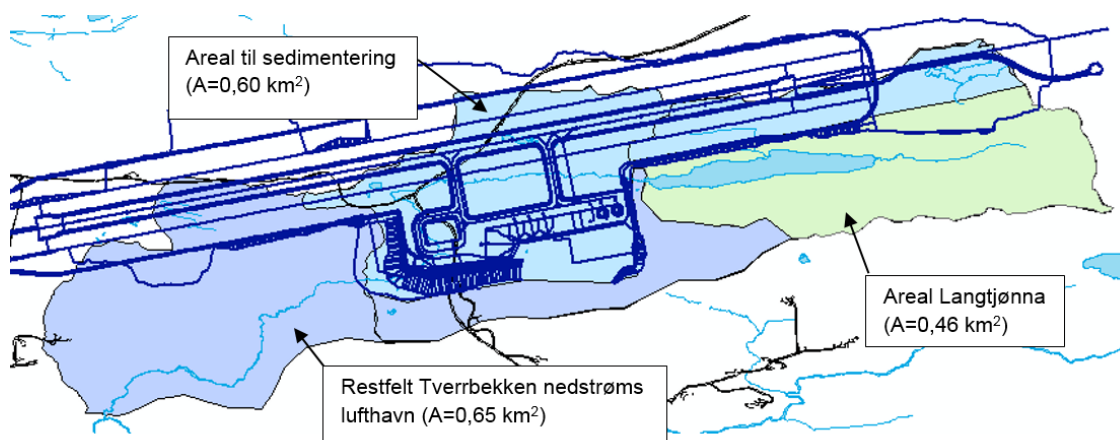 Areal til sedimentering
(A=0,60 km²)
Areal Langtjønna
(A=0,46 km²)
Restfelt Tverrbekken nedstrøms
lufthavn (A=0,65 km²)